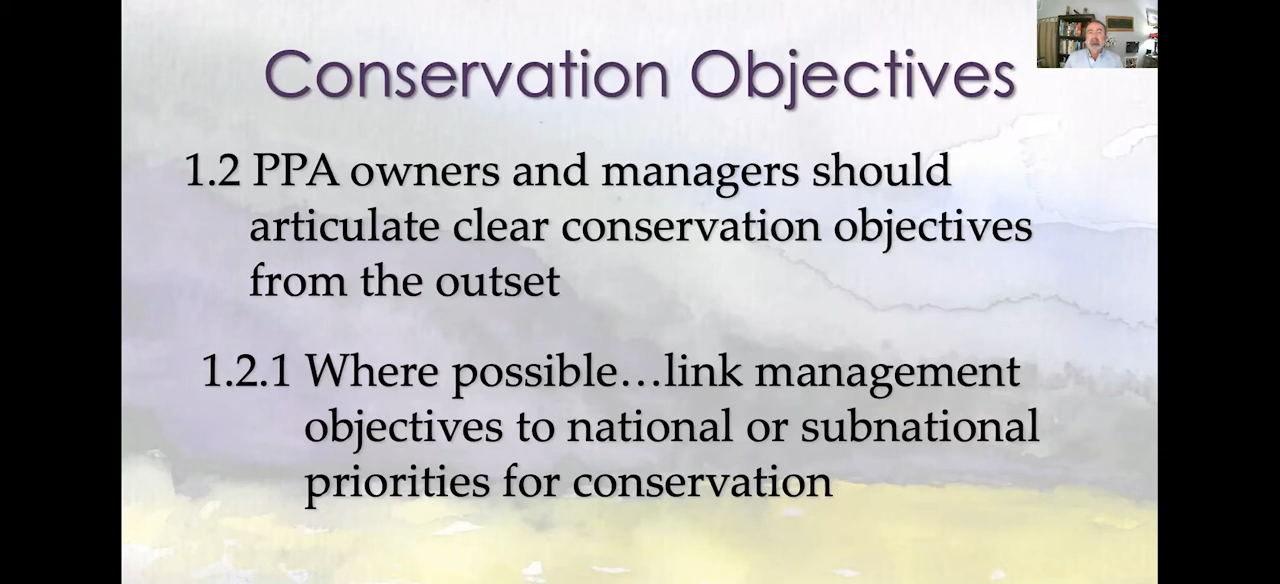 Conservation Objectives
1.2 PPA owners and managers should
articulate clear conservation objectives
from the outset
1.2.1 Where possible…link management
objectives to national or subnational
priorities for conservation